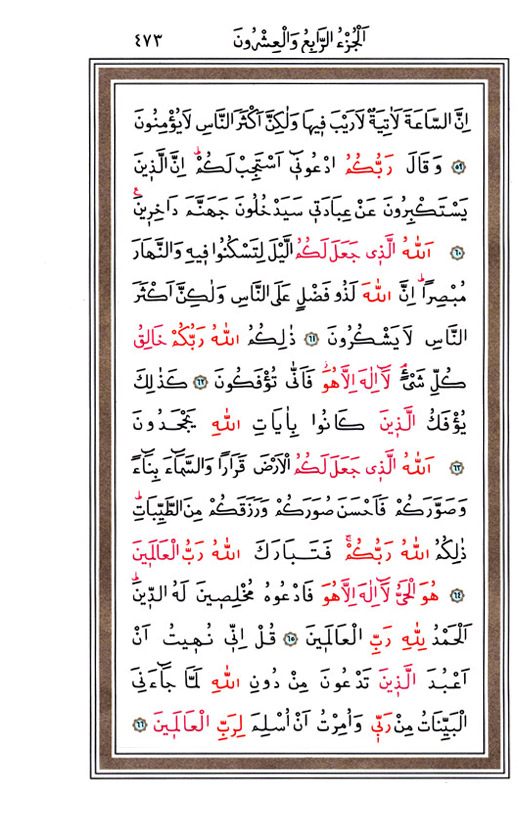 اَلْجُزْءُ الرَّابِعُ وَالْعِشْرُونَ ٤٧٣
اِنَّ السَّاعَةَ لَاٰتِيَةٌ لَارَيْبَ فٖيهَا وَلٰكِنَّ اَكْثَرَ النَّاسِ لَايُؤْمِنُونَ
﴿٥٩﴾ وَقَالَ رَبُّكُمُ ادْعُونٖٓى اَسْتَجِبْ لَكُمْۜ اِنَّ الَّذٖينَ
يَسْتَكْبِرُونَ عَنْ عِبَادَتٖى سَيَدْخُلُونَ جَهَنَّمَ دَاخِرٖينَࣖ
﴿٦٠﴾ اَللّٰهُ الَّذٖى جَعَلَ لَكُمُ الَّيْلَ لِتَسْكُنُوا فٖيهِ وَالنَّهَارَ
مُبْصِرًاۜ اِنَّ اللّٰهَ لَذُو فَضْلٍ عَلَى النَّاسِ وَلٰكِنَّ اَكْثَرَ
النَّاسِ لَايَشْكُرُونَ ﴿٦١﴾ ذٰلِكُمُ اللّٰهُ رَبُّكُمْ خَالِقُ
كُلِّ شَیْءٍۘ لَٓا اِلٰهَ اِلَّا هُوَۘ فَاَنّٰى تُؤْفَكُونَ ﴿٦٢﴾ كَذٰلِكَ
يُؤْفَكُ الَّذٖينَ كَانُوا بِاٰيَاتِ اللّٰهِ يَجْحَدُونَ
﴿٦٣﴾ اَللّٰهُ الَّذٖى جَعَلَ لَكُمُ الْاَرْضَ قَرَارًا وَالسَّمَٓاءَ بِنَٓاءً
وَصَوَّرَكُمْ فَاَحْسَنَ صُوَرَكُمْ وَرَزَقَكُمْ مِنَ الطَّيِّبَاتِۜ
ذٰلِكُمُ اللّٰهُ رَبُّكُمْۚ فَتَبَارَكَ اللّٰهُ رَبُّ الْعَالَمٖينَ
﴿٦٤﴾ هُوَ الْحَىُّ لَٓا اِلٰهَ اِلَّا هُوَ فَادْعُوهُ مُخْلِصٖينَ لَهُ الدّٖينَۜ
اَلْحَمْدُ لِلّٰهِ رَبِّ الْعَالَمٖينَ ﴿٦٥﴾ قُلْ اِنّٖى نُهٖيتُ اَنْ
اَعْبُدَ الَّذٖينَ تَدْعُونَ مِنْ دُونِ اللّٰهِ لَمَّا جَٓاءَنِىَ
الْبَيِّنَاتُ مِنْ رَبّٖى وَاُمِرْتُ اَنْ اُسْلِمَ لِرَبِّ الْعَالَمٖينَ ﴿٦٦﴾